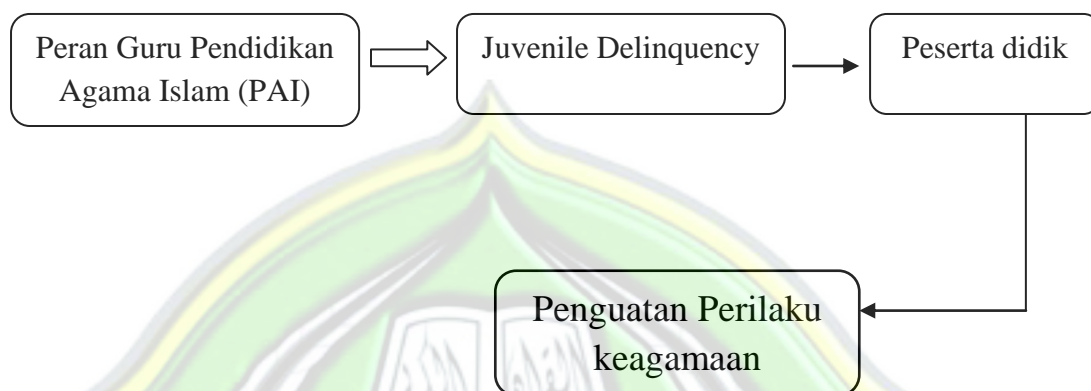 Peran Guru Pendidikan
Agama Islam (PAI)
Juvenile Delinquency
Peserta didik
Penguatan Perilaku
keagamaan